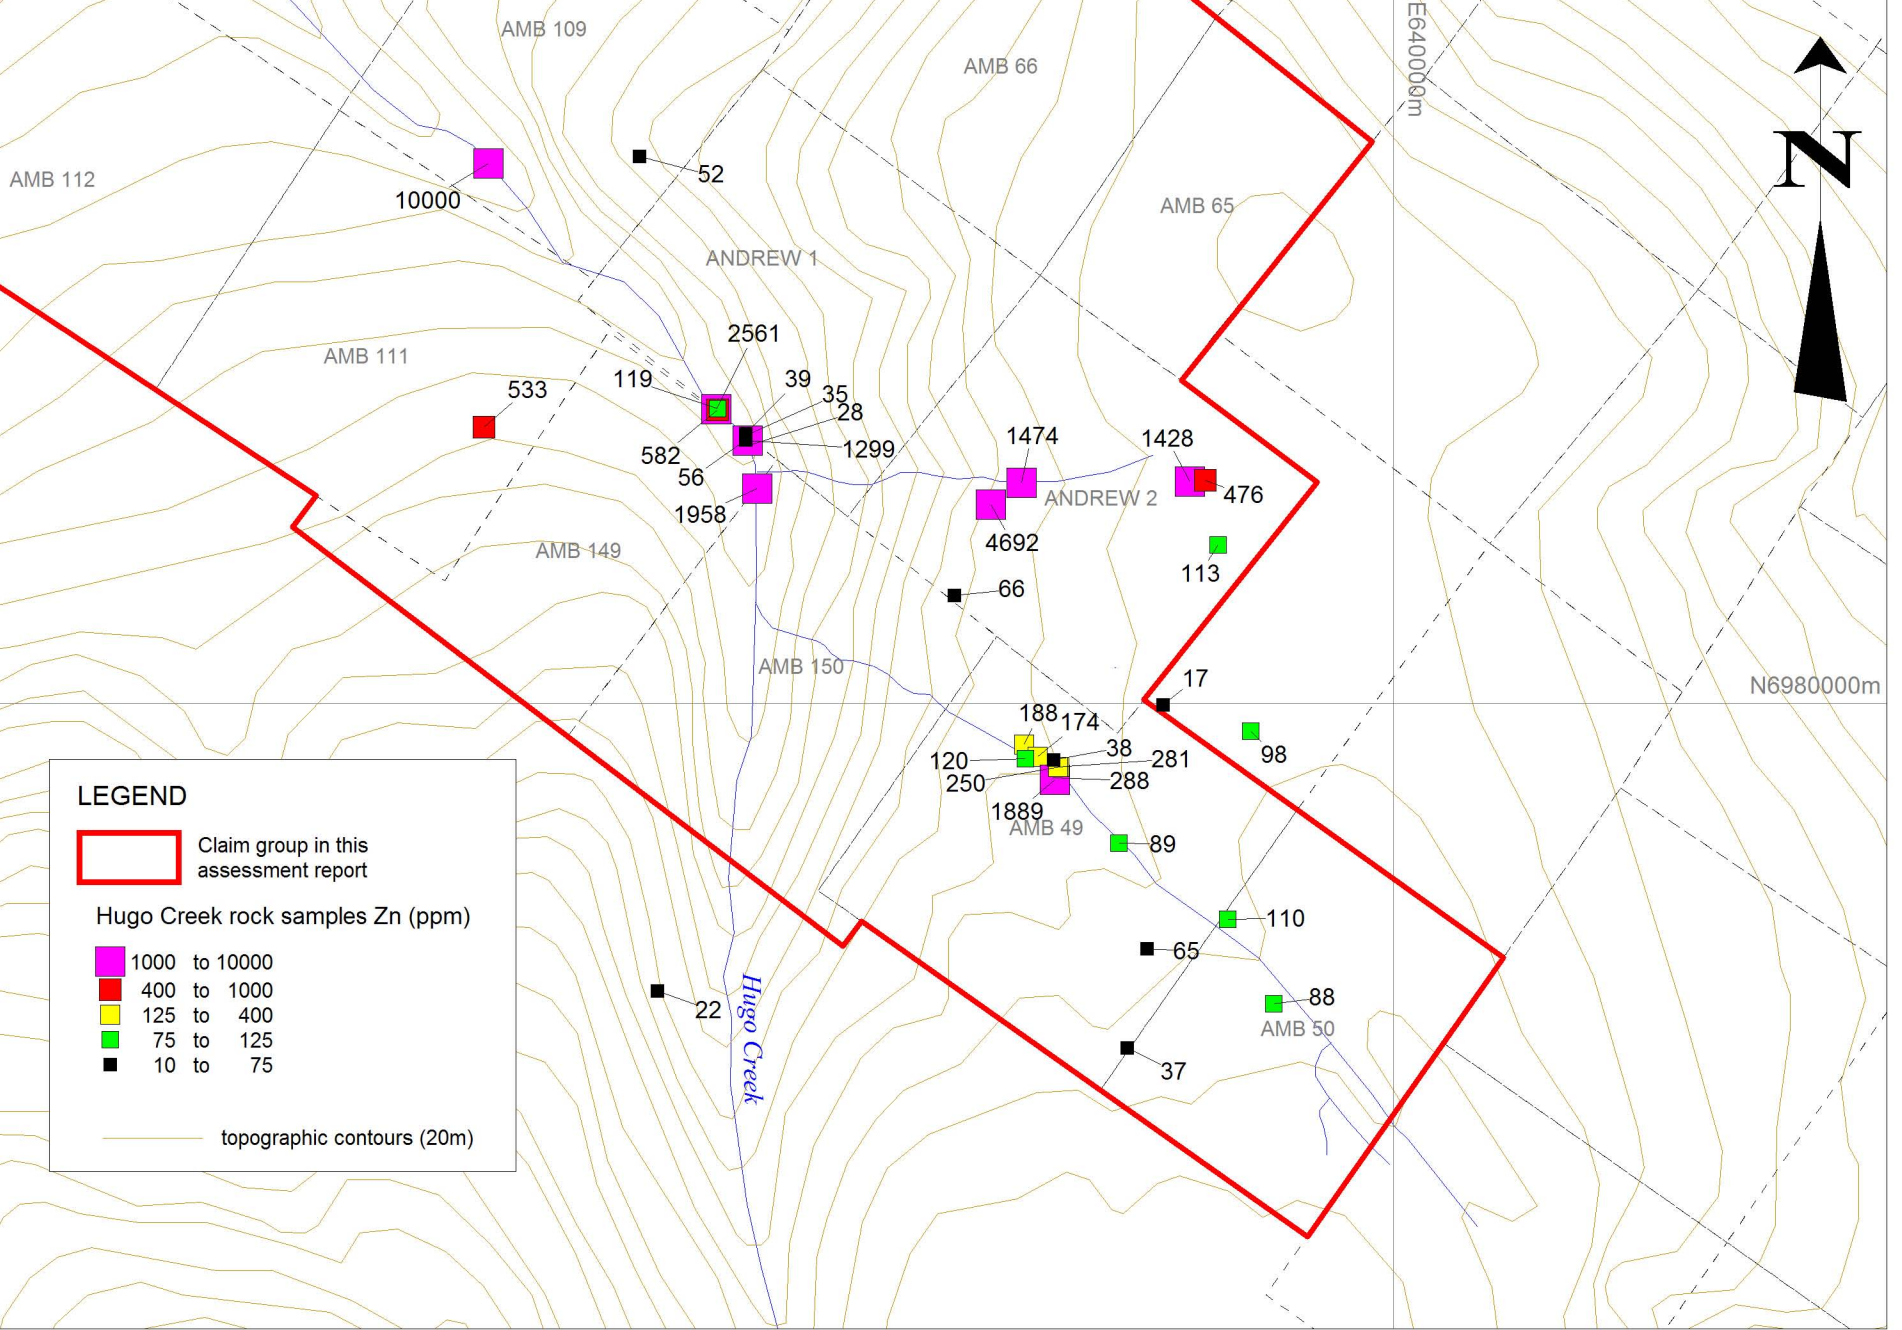 AMB 109
E640000m
AMB 66
N
52
AMB 112
10000
AMB 65
ANDREW 1
2561
AMB 111
119
39
533
35
28
1474
1428
582
1299
56
476
ANDREW 2
1958
4692
AMB 149
113
66
AMB 150
17
N6980000m
188
174
38
98
120
281
250
288
1889
AMB 49
89
110
65
22
88
AMB 50
37
Hugo Creek
LEGEND
Claim group in this
assessment report
Hugo Creek rock samples Zn (ppm)
1000 to 10000
400 to 1000
125 to 400
75 to 125
10 to 75
topographic contours (20m)